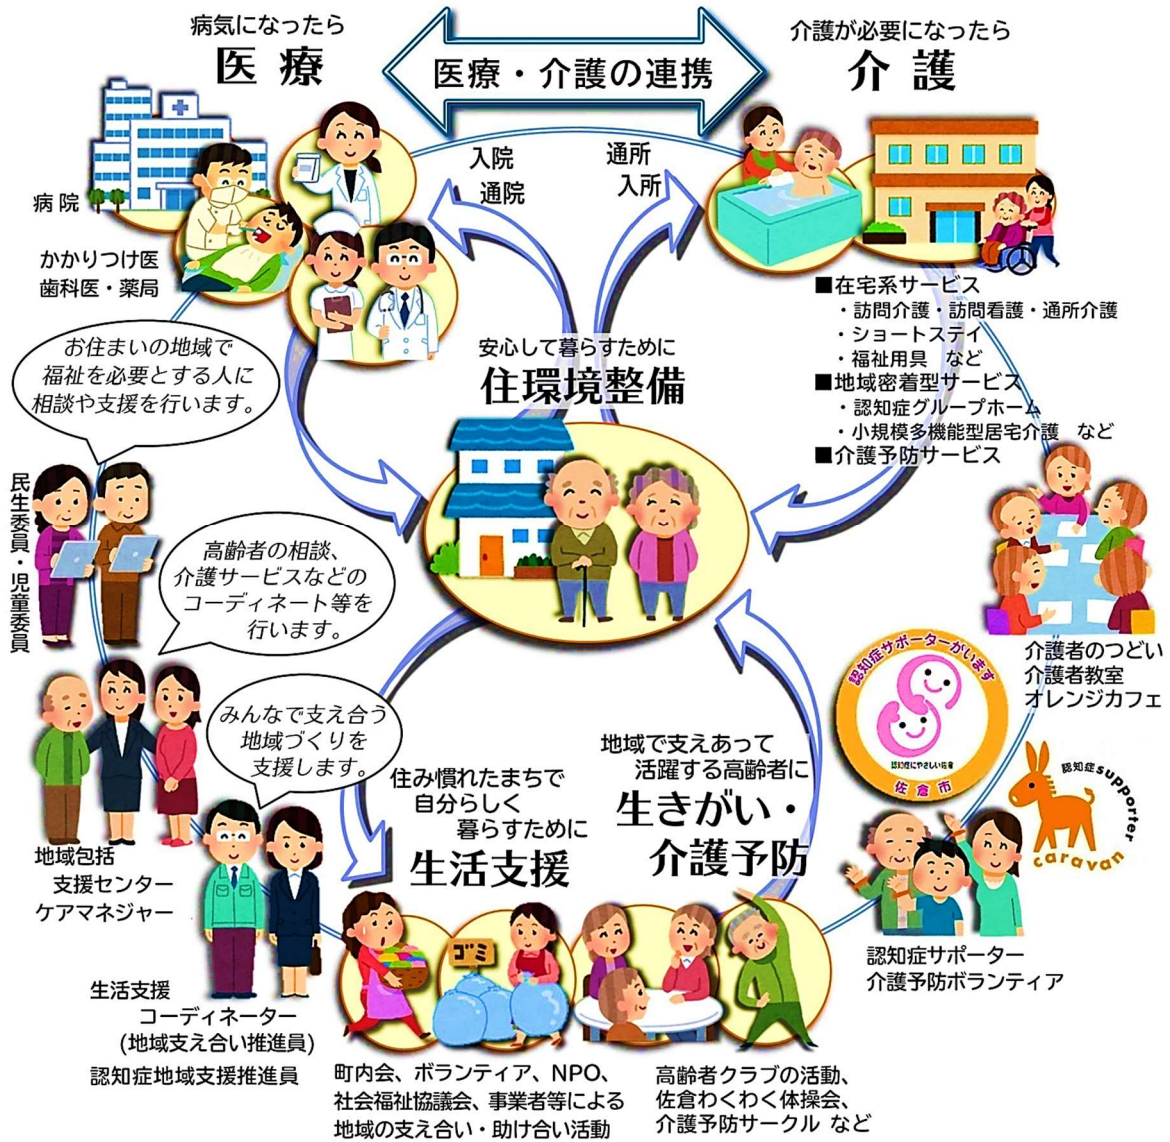 病気になったら
医療
医療・介護の連携
介護が必要になったら
介護
入院
通院
通所
入所
病院
かかりつけ医
歯科医・薬局
■在宅系サービス
・訪問介護・訪問看護・通所介護
・ショートステイ
・福祉用具 など
■地域密着型サービス
・認知症グループホーム
・小規模多機能型居宅介護 など
■介護予防サービス
安心して暮らすために
住環境整備
お住まいの地域で
福祉を必要とする人に
相談や支援を行います。
民生委員・児童委員
高齢者の相談、
介護サービスなどの
コーディネート等を
行います。
みんなで支え合う
地域づくりを
支援します。
地域包括
支援センター
ケアマネジャー
生活支援
コーディネーター
(地域支え合い推進員)
認知症地域支援推進員
住み慣れたまちで
自分らしく
暮らすために
生活支援
ゴミ
町内会、ボランティア、NPO、
社会福祉協議会、事業者等による
地域の支え合い・助け合い活動
地域で支えあって
活躍する高齢者に
生きがい・
介護予防
高齢者クラブの活動、
佐倉わくわく体操会、
介護予防サークル など
介護者のつどい
介護者教室
オレンジカフェ
認知症サポーターがいます
認知症にやさしい佐倉
佐倉市
認知症supporter
caravan
認知症サポーター
介護予防ボランティア